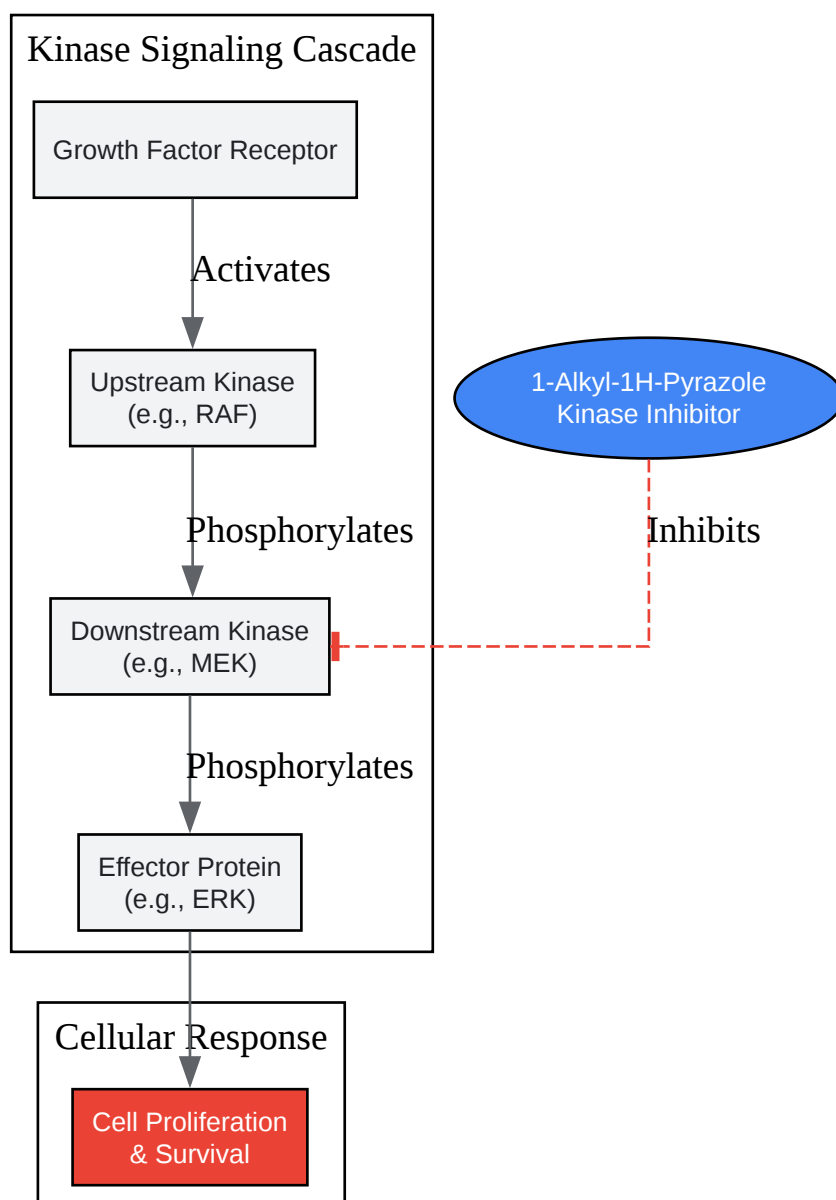 Kinase Signaling Cascade
Growth Factor Receptor
Activates
Upstream Kinase
(e.g., RAF)
1-Alkyl-1H-Pyrazole
Kinase Inhibitor
Phosphorylates
Inhibits
Downstream Kinase
(e.g., MEK)
Phosphorylates
Effector Protein
(e.g., ERK)
Cellular Response
Cell Proliferation
& Survival